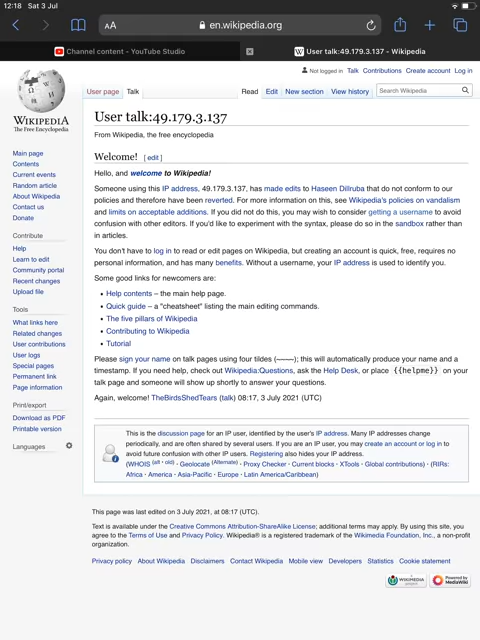 12:18 Sat 3 Jul
AA
en.wikipedia.org
Channel content - YouTube Studio
W User talk:49.179.3.137 - Wikipedia
Not logged in Talk Contributions Create account Log in
User page Talk Read Edit New section View history Search Wikipedia
WIKIPEDIA
The Free Encyclopedia
Main page
Contents
Current events
Random article
About Wikipedia
Contact us
Donate
Contribute
Help
Learn to edit
Community portal
Recent changes
Upload file
Tools
What links here
Related changes
User contributions
User logs
Special pages
Permanent link
Page information
Print/export
Download as PDF
Printable version
Languages
User talk:49.179.3.137
From Wikipedia, the free encyclopedia
Welcome! [ edit ]
Hello, and welcome to Wikipedia!
Someone using this IP address, 49.179.3.137, has made edits to Haseen Dillruba that do not conform to our
policies and therefore have been reverted. For more information on this, see Wikipedia's policies on vandalism
and limits on acceptable additions. If you did not do this, you may wish to consider getting a username to avoid
confusion with other editors. If you'd like to experiment with the syntax, please do so in the sandbox rather than
in articles.
You don't have to log in to read or edit pages on Wikipedia, but creating an account is quick, free, requires no
personal information, and has many benefits. Without a username, your IP address is used to identify you.
Some good links for newcomers are:
• Help contents – the main help page.
• Quick guide – a "cheatsheet" listing the main editing commands.
• The five pillars of Wikipedia
• Contributing to Wikipedia
• Tutorial
Please sign your name on talk pages using four tildes (~~~~); this will automatically produce your name and a
timestamp. If you need help, check out Wikipedia:Questions, ask the Help Desk, or place {{helpme}} on your
talk page and someone will show up shortly to answer your questions.
Again, welcome! TheBirdsShedTears (talk) 08:17, 3 July 2021 (UTC)
This is the discussion page for an IP user, identified by the user's IP address. Many IP addresses change
periodically, and are often shared by several users. If you are an IP user, you may create an account or log in to
avoid future confusion with other IP users. Registering also hides your IP address.
(WHOIS (alt • old) · Geolocate (Alternate) · Proxy Checker · Current blocks · XTools · Global contributions) · (RIRs:
Africa · America · Asia-Pacific · Europe · Latin America/Caribbean)
This page was last edited on 3 July 2021, at 08:17 (UTC).
Text is available under the Creative Commons Attribution-ShareAlike License; additional terms may apply. By using this site, you
agree to the Terms of Use and Privacy Policy. Wikipedia® is a registered trademark of the Wikimedia Foundation, Inc., a non-profit
organization.
Privacy policy About Wikipedia Disclaimers Contact Wikipedia Mobile view Developers Statistics Cookie statement
WIKIMEDIA
project
Powered by
MediaWiki